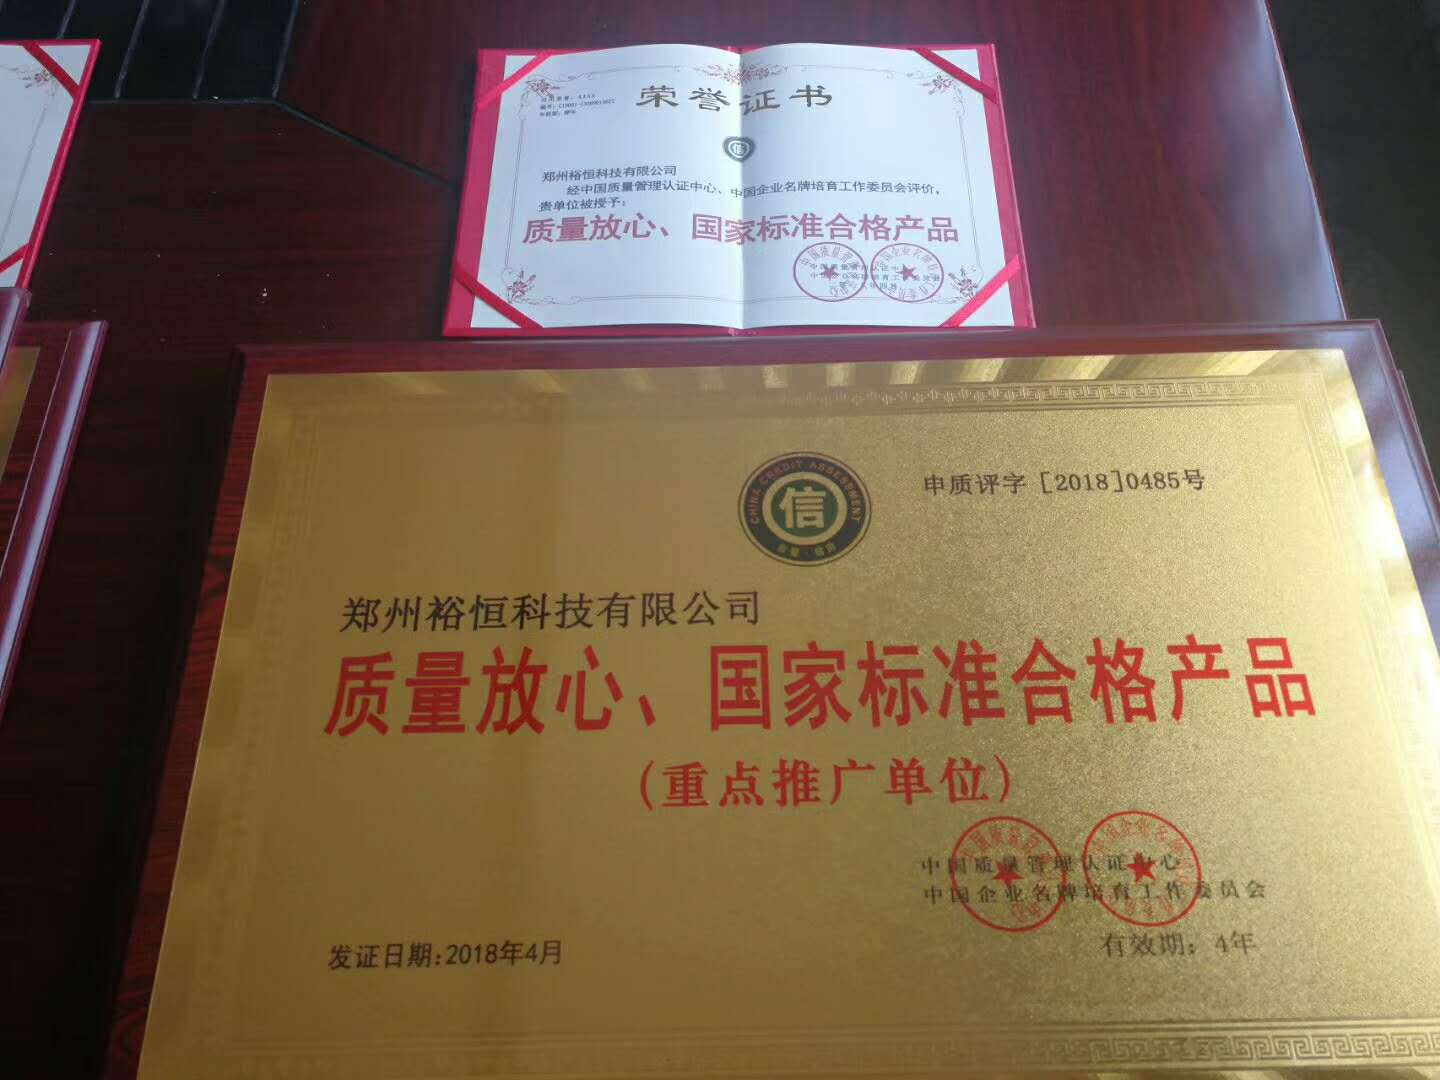 荣誉证书
信
郑州裕恒科技有限公司
经中国质量管理认证中心、中国企业名牌培育工作委员会评价,
贵单位被授予:
质量放心、国家标准合格产品
CHINA CREDIT ASSESSMENT
信
申质评字［2018］0485号
郑州裕恒科技有限公司
质量放心、国家标准合格产品
(重点推广单位)
中国质量管理认证中心
中国企业名牌培育工作委员会
发证日期:2018年4月
有效期: 4年